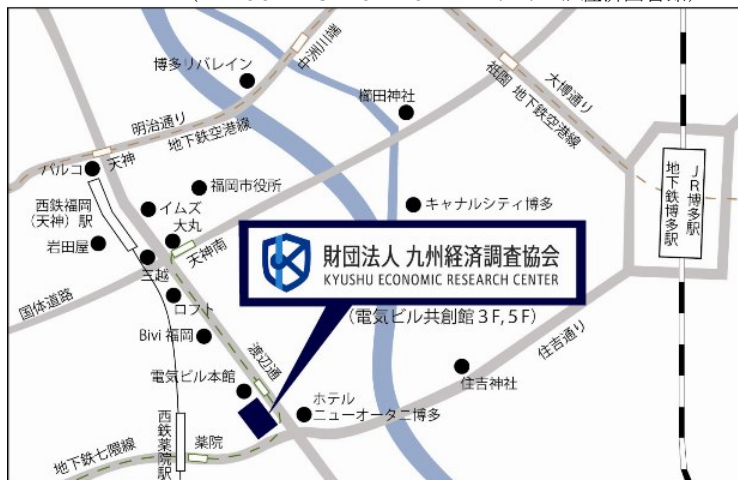 中洲川端
博多リバレイン
櫛田神社
祇園
大博通り
地下鉄空港線
明治通り
地下鉄空港線
天神
パルコ
福岡市役所
西鉄福岡
(天神)駅
イムズ
大丸
キャナルシティ博多
JR博多駅
地下鉄博多駅
岩田屋
天神南
三越
財団法人 九州経済調査協会
KYUSHU ECONOMIC RESEARCH CENTER
(電気ビル共創館3F,5F)
国体道路
ロフト
Bivi 福岡
渡辺通
住吉通り
住吉神社
電気ビル本館
ホテル
ニューオータニ博多
西鉄薬院駅
薬院
地下鉄七隈線